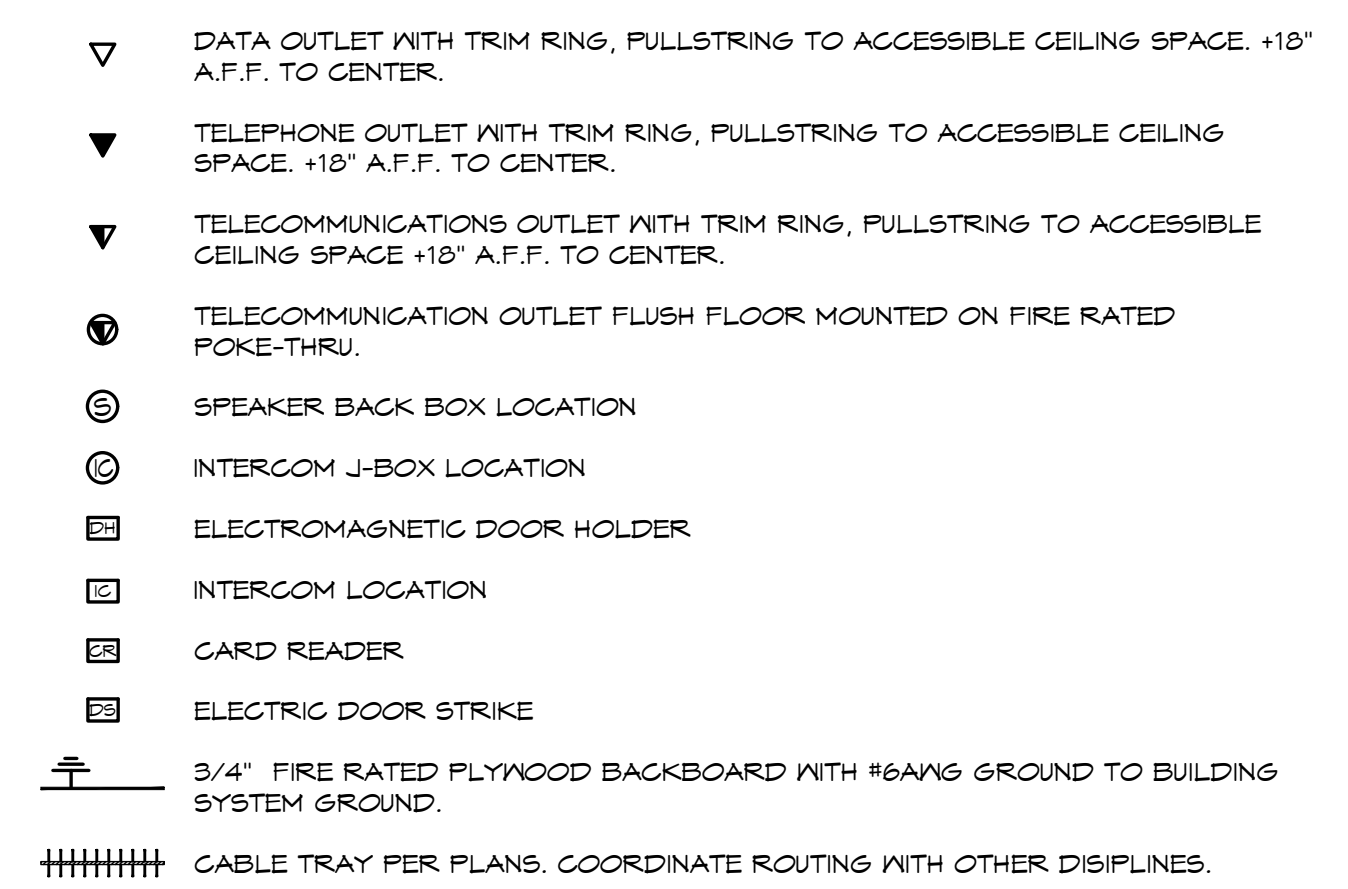 DATA OUTLET WITH TRIM RING, PULLSTRING TO ACCESSIBLE CEILING SPACE. +18"
A.F.F. TO CENTER.
TELEPHONE OUTLET WITH TRIM RING, PULLSTRING TO ACCESSIBLE CEILING
SPACE. +18" A.F.F. TO CENTER.
TELECOMMUNICATIONS OUTLET WITH TRIM RING, PULLSTRING TO ACCESSIBLE
CEILING SPACE +18" A.F.F. TO CENTER.
TELECOMMUNICATION OUTLET FLUSH FLOOR MOUNTED ON FIRE RATED
POKE-THRU.
S SPEAKER BACK BOX LOCATION
IC INTERCOM J-BOX LOCATION
DH ELECTROMAGNETIC DOOR HOLDER
IC INTERCOM LOCATION
CR CARD READER
DS ELECTRIC DOOR STRIKE
3/4" FIRE RATED PLYWOOD BACKBOARD WITH #6AWG GROUND TO BUILDING
SYSTEM GROUND.
CABLE TRAY PER PLANS. COORDINATE ROUTING WITH OTHER DISIPLINES.